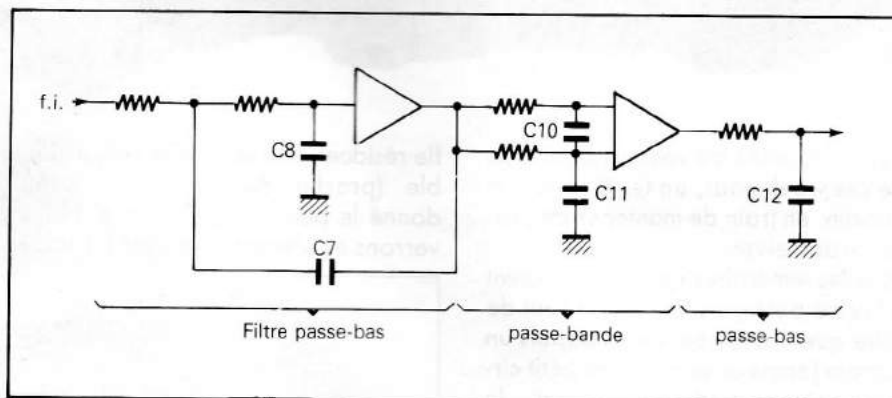 f.i.
C8
C10
C11
C12
C7
Filtre passe-bas
passe-bande
passe-bas